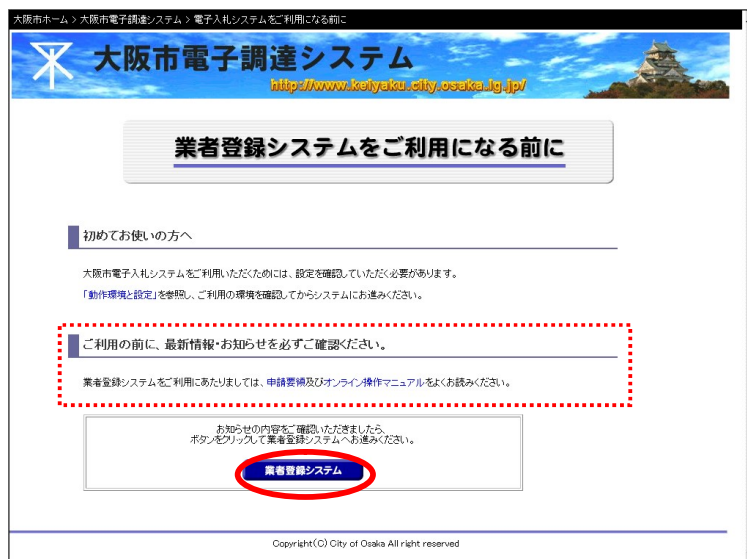 大阪市ホーム > 大阪市電子調達システム > 電子入札システムをご利用になる前に
大阪市電子調達システム
http://www.keiyaku.city.osaka.lg.jp/
業者登録システムをご利用になる前に
初めてお使いの方へ
大阪市電子入札システムをご利用いただくためには、設定を確認していただく必要があります。
「動作環境と設定」を参照し、ご利用の環境を確認してからシステムにお進みください。
ご利用の前に、最新情報・お知らせを必ずご確認ください。
業者登録システムをご利用にあたりましては、申請要領及びオンライン操作マニュアルをよくお読みください。
お知らせの内容をご確認いただきましたら、
ボタンをクリックして業者登録システムへお進みください。
業者登録システム
Copyright(C) City of Osaka All right reserved